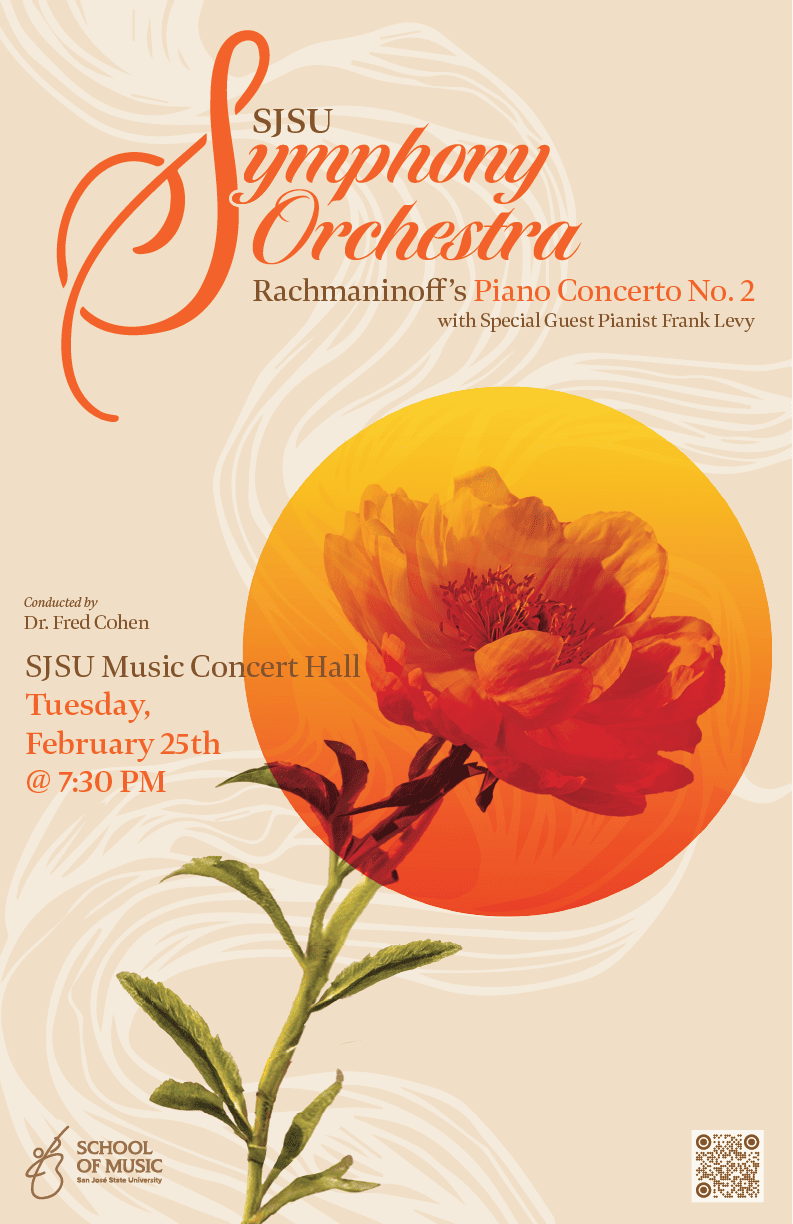 SJSU
Symphony
Orchestra
Rachmaninoff’s Piano Concerto No. 2
with Special Guest Pianist Frank Levy
Conducted by
Dr. Fred Cohen
SJSU Music Concert Hall
Tuesday,
February 25th
@ 7:30 PM
SCHOOL
OF MUSIC
San José State University